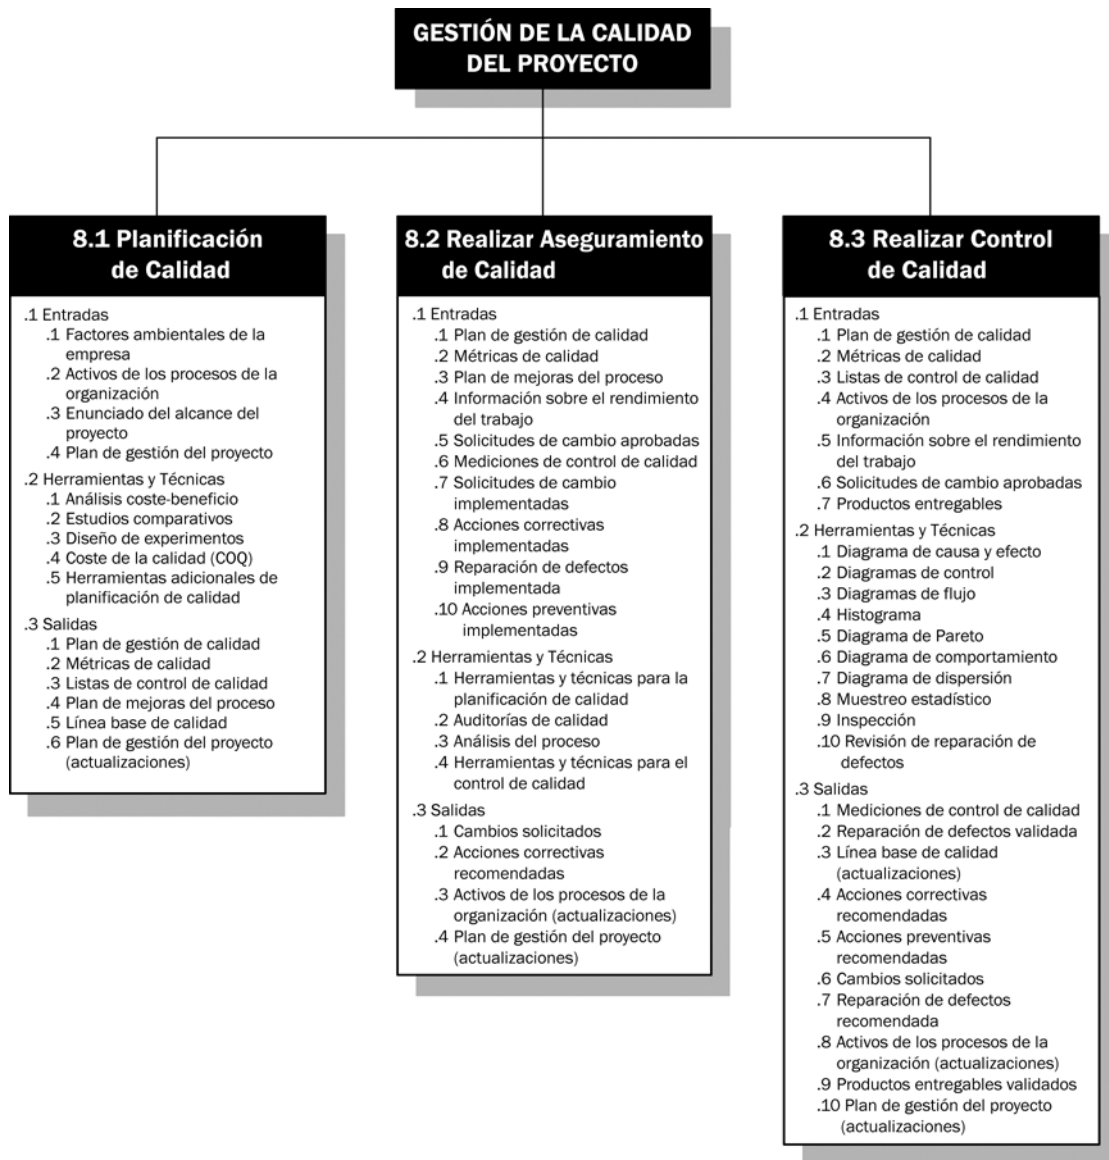 GESTIÓN DE LA CALIDAD
DEL PROYECTO
8.1 Planificación
de Calidad
.1 Entradas
.1 Factores ambientales de la
empresa
.2 Activos de los procesos de la
organización
.3 Enunciado del alcance del
proyecto
.4 Plan de gestión del proyecto
.2 Herramientas y Técnicas
.1 Análisis coste-beneficio
.2 Estudios comparativos
.3 Diseño de experimentos
.4 Coste de la calidad (COQ)
.5 Herramientas adicionales de
planificación de calidad
.3 Salidas
.1 Plan de gestión de calidad
.2 Métricas de calidad
.3 Listas de control de calidad
.4 Plan de mejoras del proceso
.5 Línea base de calidad
.6 Plan de gestión del proyecto
(actualizaciones)
8.2 Realizar Aseguramiento
de Calidad
.1 Entradas
.1 Plan de gestión de calidad
.2 Métricas de calidad
.3 Plan de mejoras del proceso
.4 Información sobre el rendimiento
del trabajo
.5 Solicitudes de cambio aprobadas
.6 Mediciones de control de calidad
.7 Solicitudes de cambio
implementadas
.8 Acciones correctivas
implementadas
.9 Reparación de defectos
implementada
.10 Acciones preventivas
implementadas
.2 Herramientas y Técnicas
.1 Herramientas y técnicas para la
planificación de calidad
.2 Auditorías de calidad
.3 Análisis del proceso
.4 Herramientas y técnicas para el
control de calidad
.3 Salidas
.1 Cambios solicitados
.2 Acciones correctivas
recomendadas
.3 Activos de los procesos de la
organización (actualizaciones)
.4 Plan de gestión del proyecto
(actualizaciones)
8.3 Realizar Control
de Calidad
.1 Entradas
.1 Plan de gestión de calidad
.2 Métricas de calidad
.3 Listas de control de calidad
.4 Activos de los procesos de la
organización
.5 Información sobre el rendimiento
del trabajo
.6 Solicitudes de cambio aprobadas
.7 Productos entregables
.2 Herramientas y Técnicas
.1 Diagrama de causa y efecto
.2 Diagramas de control
.3 Diagramas de flujo
.4 Histograma
.5 Diagrama de Pareto
.6 Diagrama de comportamiento
.7 Diagrama de dispersión
.8 Muestreo estadístico
.9 Inspección
.10 Revisión de reparación de
defectos
.3 Salidas
.1 Mediciones de control de calidad
.2 Reparación de defectos validada
.3 Línea base de calidad
(actualizaciones)
.4 Acciones correctivas
recomendadas
.5 Acciones preventivas
recomendadas
.6 Cambios solicitados
.7 Reparación de defectos
recomendada
.8 Activos de los procesos de la
organización (actualizaciones)
.9 Productos entregables validados
.10 Plan de gestión del proyecto
(actualizaciones)